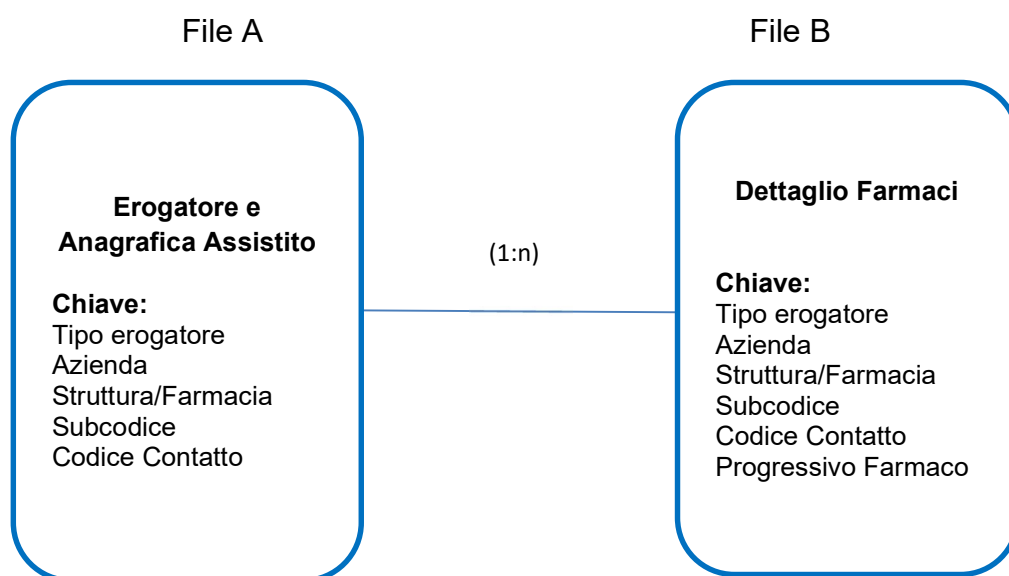 File A
File B
Erogatore e
Anagrafica Assistito
Chiave:
Tipo erogatore
Azienda
Struttura/Farmacia
Subcodice
Codice Contatto
(1:n)
Dettaglio Farmaci
Chiave:
Tipo erogatore
Azienda
Struttura/Farmacia
Subcodice
Codice Contatto
Progressivo Farmaco